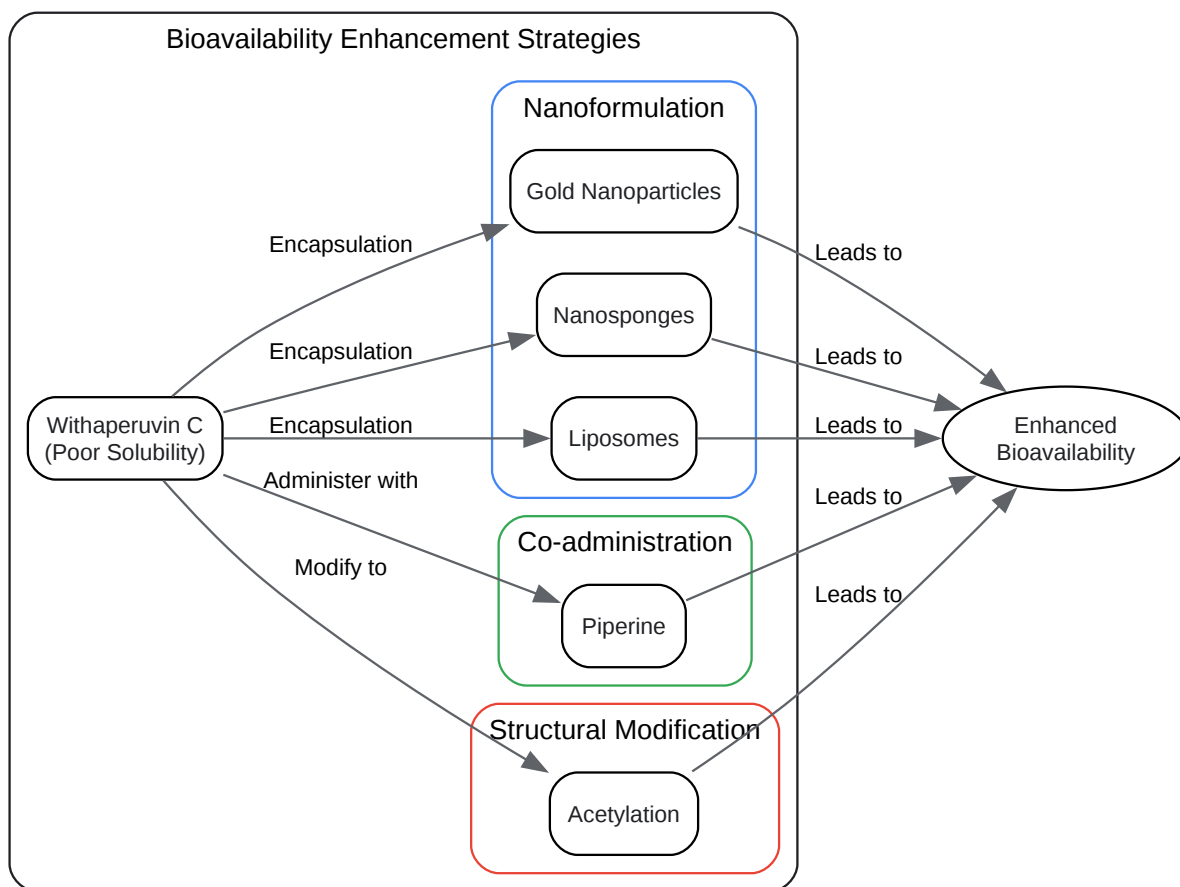 Bioavailability Enhancement Strategies
Nanoformulation
Gold Nanoparticles
Encapsulation
Leads to
Nanosponges
Encapsulation
Leads to
Withaperuvin C
(Poor Solubility)
Encapsulation
Liposomes
Leads to
Enhanced
Bioavailability
Administer with
Leads to
Co-administration
Piperine
Modify to
Leads to
Structural Modification
Acetylation